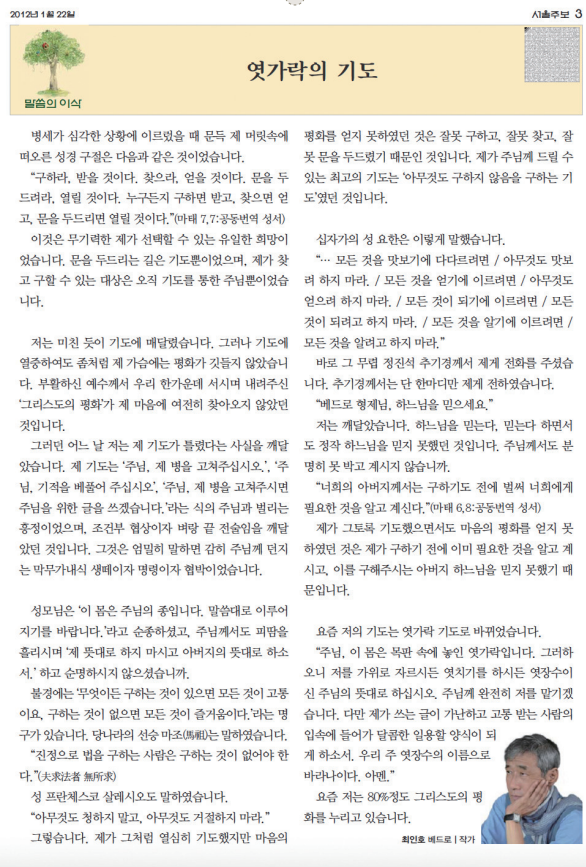 2012년 1월 22일
서울주보 3
말씀의 이삭
엿가락의 기도
병세가 심각한 상황에 이르렀을 때 문득 제 머릿속에
떠오른 성경 구절은 다음과 같은 것이었습니다.
“구하라, 받을 것이다. 찾으라, 얻을 것이다. 문을 두
드려라, 열릴 것이다. 누구든지 구하면 받고, 찾으면 얻
고, 문을 두드리면 열릴 것이다.”(마태 7,7:공동번역 성서)
이것은 무기력한 제가 선택할 수 있는 유일한 희망이
었습니다. 문을 두드리는 길은 기도뿐이었으며, 제가 찾
고 구할 수 있는 대상은 오직 기도를 통한 주님뿐이었습
니다.
저는 미친 듯이 기도에 매달렸습니다. 그러나 기도에
열중하여도 좀처럼 제 가슴에는 평화가 깃들지 않았습니
다. 부활하신 예수께서 우리 한가운데 서시며 내려주신
‘그리스도의 평화’가 제 마음에 여전히 찾아오지 않았던
것입니다.
그러던 어느 날 저는 제 기도가 틀렸다는 사실을 깨달
았습니다. 제 기도는 ‘주님, 제 병을 고쳐주십시오.’, ‘주
님, 기적을 베풀어 주십시오’, ‘주님, 제 병을 고쳐주시면
주님을 위한 글을 쓰겠습니다.’라는 식의 주님과 벌리는
흥정이었으며, 조건부 협상이자 벼랑 끝 전술임을 깨달
았던 것입니다. 그것은 엄밀히 말하면 감히 주님께 던지
는 막무가내식 생떼이자 명령이자 협박이었습니다.
성모님은 ‘이 몸은 주님의 종입니다. 말씀대로 이루어
지기를 바랍니다.’라고 순종하셨고, 주님께서도 피땀을
흘리시며 ‘제 뜻대로 하지 마시고 아버지의 뜻대로 하소
서.’ 하고 순명하시지 않으셨습니까.
불경에는 ‘무엇이든 구하는 것이 있으면 모든 것이 고통
이요, 구하는 것이 없으면 모든 것이 즐거움이다.’라는 명
구가 있습니다. 당나라의 선승 마조(馬祖)는 말하였습니다.
“진정으로 법을 구하는 사람은 구하는 것이 없어야 한
다.”(夫求法者 無所求)
성 프란체스코 살레시오도 말하였습니다.
“아무것도 청하지 말고, 아무것도 거절하지 마라.”
그렇습니다. 제가 그처럼 열심히 기도했지만 마음의
평화를 얻지 못하였던 것은 잘못 구하고, 잘못 찾고, 잘
못 문을 두드렸기 때문인 것입니다. 제가 주님께 드릴 수
있는 최고의 기도는 ‘아무것도 구하지 않음을 구하는 기
도’였던 것입니다.
십자가의 성 요한은 이렇게 말했습니다.
“… 모든 것을 맛보기에 다다르려면 / 아무것도 맛보
려 하지 마라. / 모든 것을 얻기에 이르려면 / 아무것도
얻으려 하지 마라. / 모든 것이 되기에 이르려면 / 모든
것이 되려고 하지 마라. / 모든 것을 알기에 이르려면 /
모든 것을 알려고 하지 마라.”
바로 그 무렵 정진석 추기경께서 제게 전화를 주셨습
니다. 추기경께서는 단 한마디만 제게 전하였습니다.
“베드로 형제님, 하느님을 믿으세요.”
저는 깨달았습니다. 하느님을 믿는다, 믿는다 하면서
도 정작 하느님을 믿지 못했던 것입니다. 주님께서도 분
명히 못 박고 계시지 않습니까.
“너희의 아버지께서는 구하기도 전에 벌써 너희에게
필요한 것을 알고 계신다.”(마태 6,8:공동번역 성서)
제가 그토록 기도했으면서도 마음의 평화를 얻지 못
하였던 것은 제가 구하기 전에 이미 필요한 것을 알고 계
시고, 이를 구해주시는 아버지 하느님을 믿지 못했기 때
문입니다.
요즘 저의 기도는 엿가락 기도로 바뀌었습니다.
“주님, 이 몸은 목판 속에 놓인 엿가락입니다. 그러하
오니 저를 가위로 자르시든 엿치기를 하시든 엿장수이
신 주님의 뜻대로 하십시오. 주님께 완전히 저를 맡기겠
습니다. 다만 제가 쓰는 글이 가난하고 고통 받는 사람의
입속에 들어가 달콤한 일용할 양식이 되
게 하소서. 우리 주 엿장수의 이름으로
바라나이다. 아멘.”
요즘 저는 80%정도 그리스도의 평
화를 누리고 있습니다.
최인호 베드로 | 작가